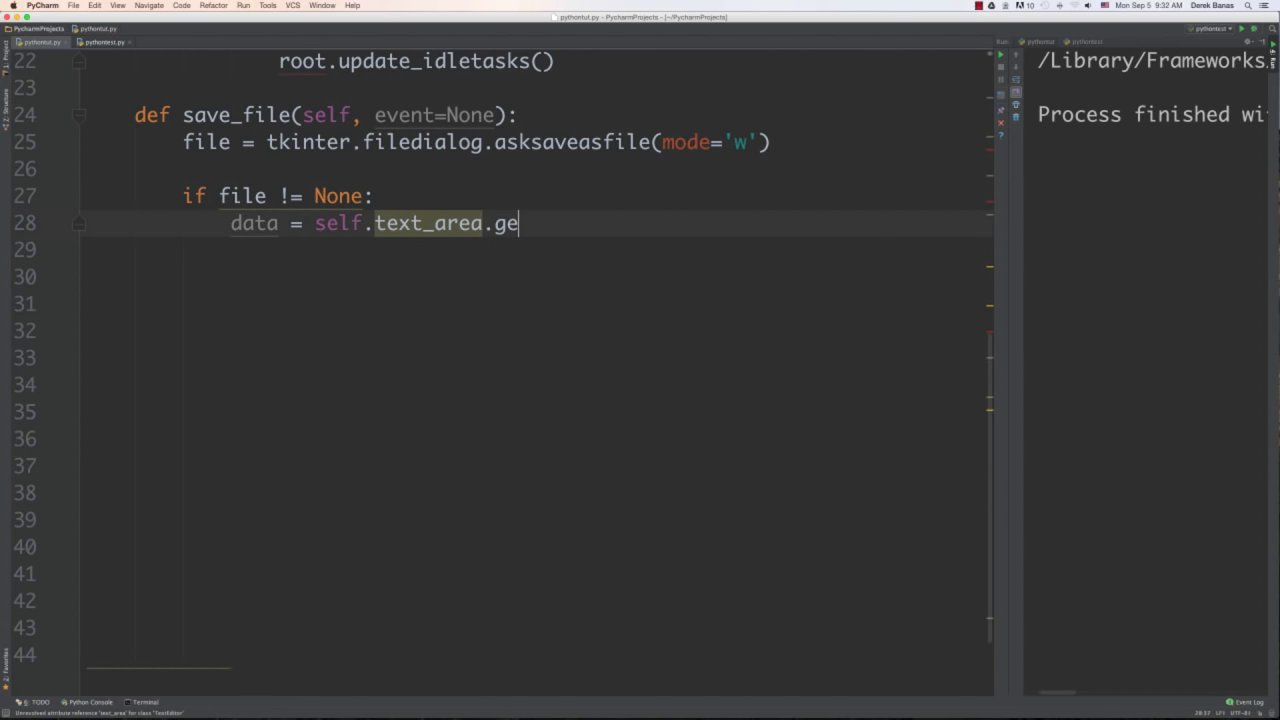 PyCharm File Edit View Navigate Code Refactor Run Tools VCS Window Help 10 Mon Sep 5 9:32 AM Derek Banas
pythontut.py - PycharmProjects - [~/PycharmProjects]
PycharmProjects pythontut.py pythontest
pythontut.py pythontest.py Run: pythontut pythontest
22 root.update_idletasks() /Library/Frameworks
23
24 def save_file(self, event=None): Process finished wi
25 file = tkinter.filedialog.asksaveasfile(mode='w')
26
27 if file != None:
28 data = self.text_area.ge
29
30
31
32
33
34
35
36
37
38
39
40
41
42
43
44
1: Project
7: Structure
2: Favorites
4: Run
6: TODO Python Console Terminal Event Log
Unresolved attribute reference 'text_area' for class 'TextEditor' 28:37 LF UTF-8